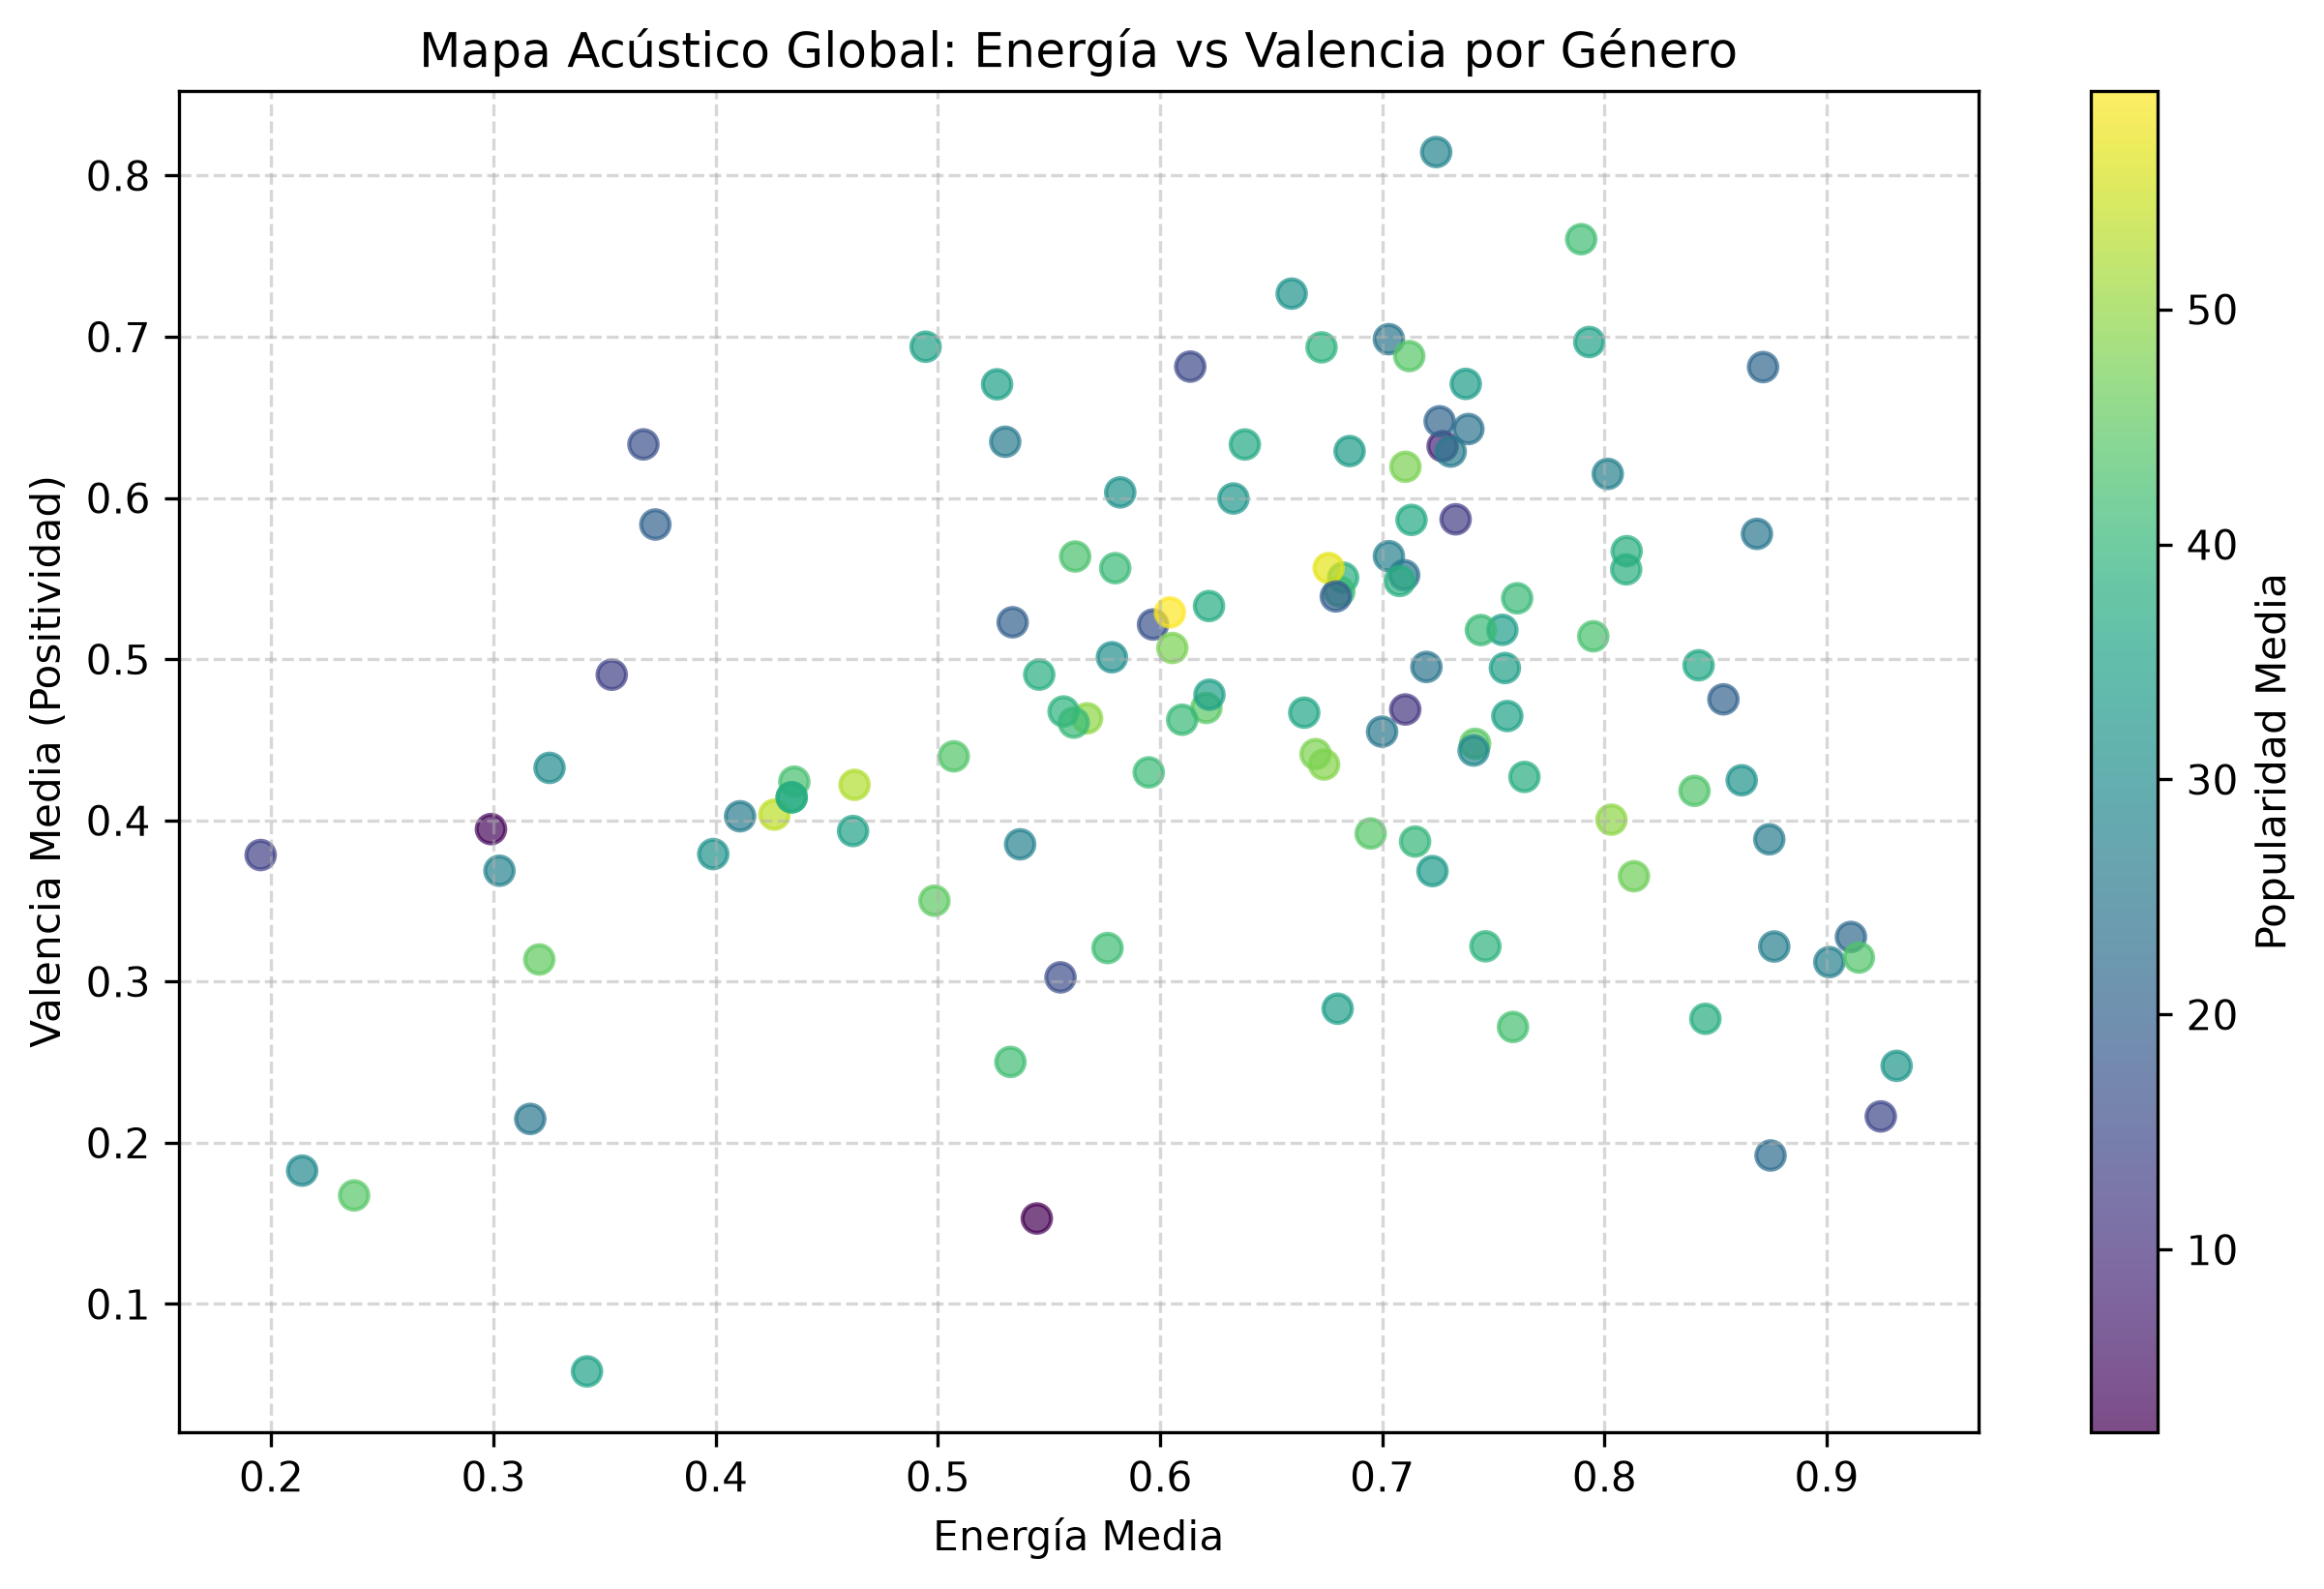 Mapa Acústico Global: Energía vs Valencia por Género
Valencia Media (Positividad)
0.8
0.7
0.6
0.5
0.4
0.3
0.2
0.1
0.2 0.3 0.4 0.5 0.6 0.7 0.8 0.9
Energía Media
50
40
30
20
10
Popularidad Media